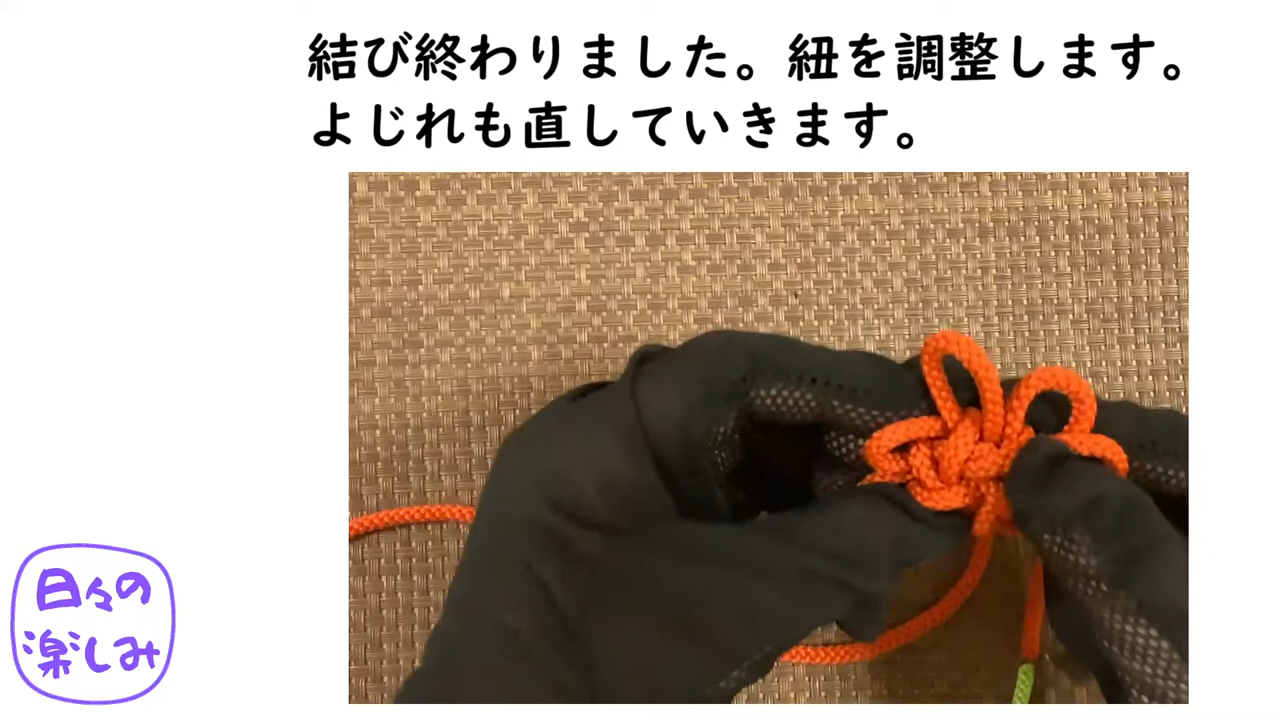 結び終わりました。紐を調整します。
よじれも直していきます。
日々の
楽しみ